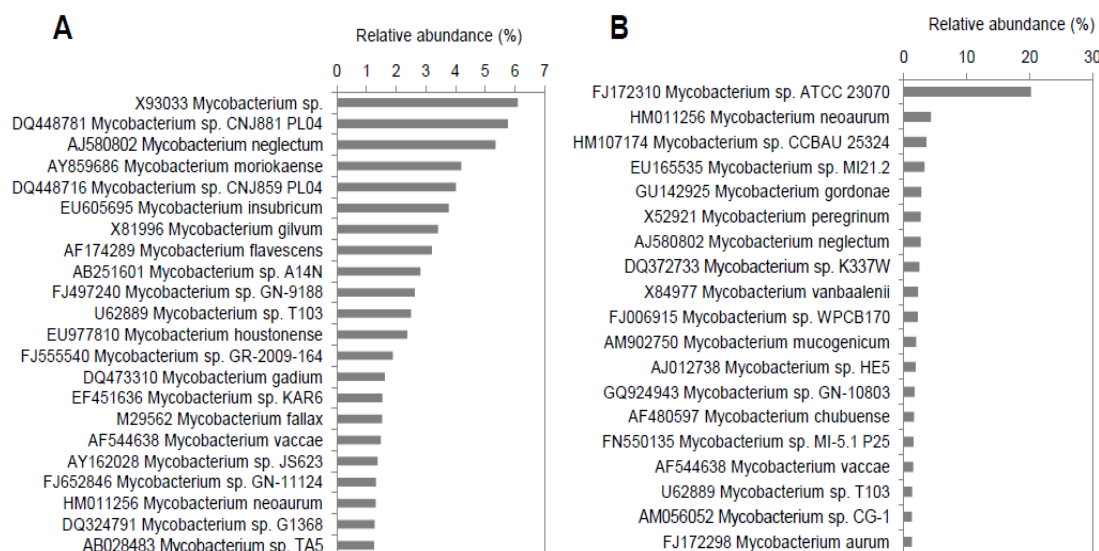 A
Relative abundance (%)
0 1 2 3 4 5 6 7
X93033 Mycobacterium sp.
DQ448781 Mycobacterium sp. CNJ881 PL04
AJ580802 Mycobacterium neglectum
AY859686 Mycobacterium moriokaense
DQ448716 Mycobacterium sp. CNJ859 PL04
EU605695 Mycobacterium insubricum
X81996 Mycobacterium gilvum
AF174289 Mycobacterium flavescens
AB251601 Mycobacterium sp. A14N
FJ497240 Mycobacterium sp. GN-9188
U62889 Mycobacterium sp. T103
EU977810 Mycobacterium houstonense
FJ555540 Mycobacterium sp. GR-2009-164
DQ473310 Mycobacterium gadium
EF451636 Mycobacterium sp. KAR6
M29562 Mycobacterium fallax
AF544638 Mycobacterium vaccae
AY162028 Mycobacterium sp. JS623
FJ652846 Mycobacterium sp. GN-11124
HM011256 Mycobacterium neoaurum
DQ324791 Mycobacterium sp. G1368
AB028483 Mycobacterium sp. TA5
B
Relative abundance (%)
0 10 20 30
FJ172310 Mycobacterium sp. ATCC 23070
HM011256 Mycobacterium neoaurum
HM107174 Mycobacterium sp. CCBAU 25324
EU165535 Mycobacterium sp. MI21.2
GU142925 Mycobacterium gordonae
X52921 Mycobacterium peregrinum
AJ580802 Mycobacterium neglectum
DQ372733 Mycobacterium sp. K337W
X84977 Mycobacterium vanbaalenii
FJ006915 Mycobacterium sp. WPCB170
AM902750 Mycobacterium mucogenicum
AJ012738 Mycobacterium sp. HE5
GQ924943 Mycobacterium sp. GN-10803
AF480597 Mycobacterium chubuense
FN550135 Mycobacterium sp. MI-5.1 P25
AF544638 Mycobacterium vaccae
U62889 Mycobacterium sp. T103
AM056052 Mycobacterium sp. CG-1
FJ172298 Mycobacterium aurum